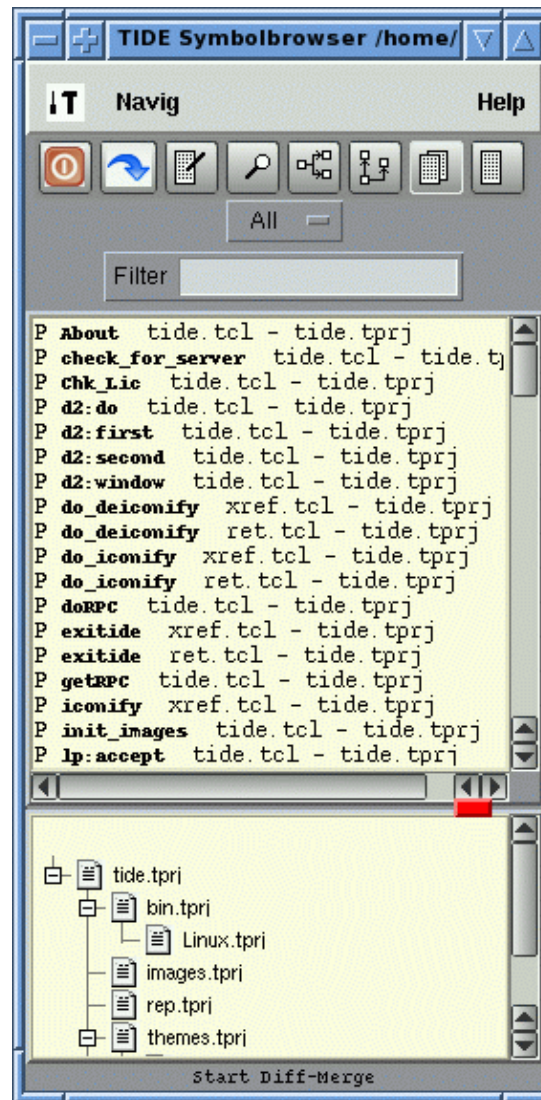 TIDE Symbolbrowser /home/
T Navig Help
All
Filter
P About tide.tcl - tide.tprj
P check_for_server tide.tcl - tide.tp
P Chk_Lic tide.tcl - tide.tprj
P d2:do tide.tcl - tide.tprj
P d2:first tide.tcl - tide.tprj
P d2:second tide.tcl - tide.tprj
P d2:window tide.tcl - tide.tprj
P do_deiconify xref.tcl - tide.tprj
P do_deiconify ret.tcl - tide.tprj
P do_iconify xref.tcl - tide.tprj
P do_iconify ret.tcl - tide.tprj
P doRPC tide.tcl - tide.tprj
P exitide xref.tcl - tide.tprj
P exitide ret.tcl - tide.tprj
P getRPC tide.tcl - tide.tprj
P iconify xref.tcl - tide.tprj
P init_images tide.tcl - tide.tprj
P lp:accept tide.tcl - tide.tprj
tide.tprj
bin.tprj
Linux.tprj
images.tprj
rep.tprj
themes.tprj
Start Diff-Merge